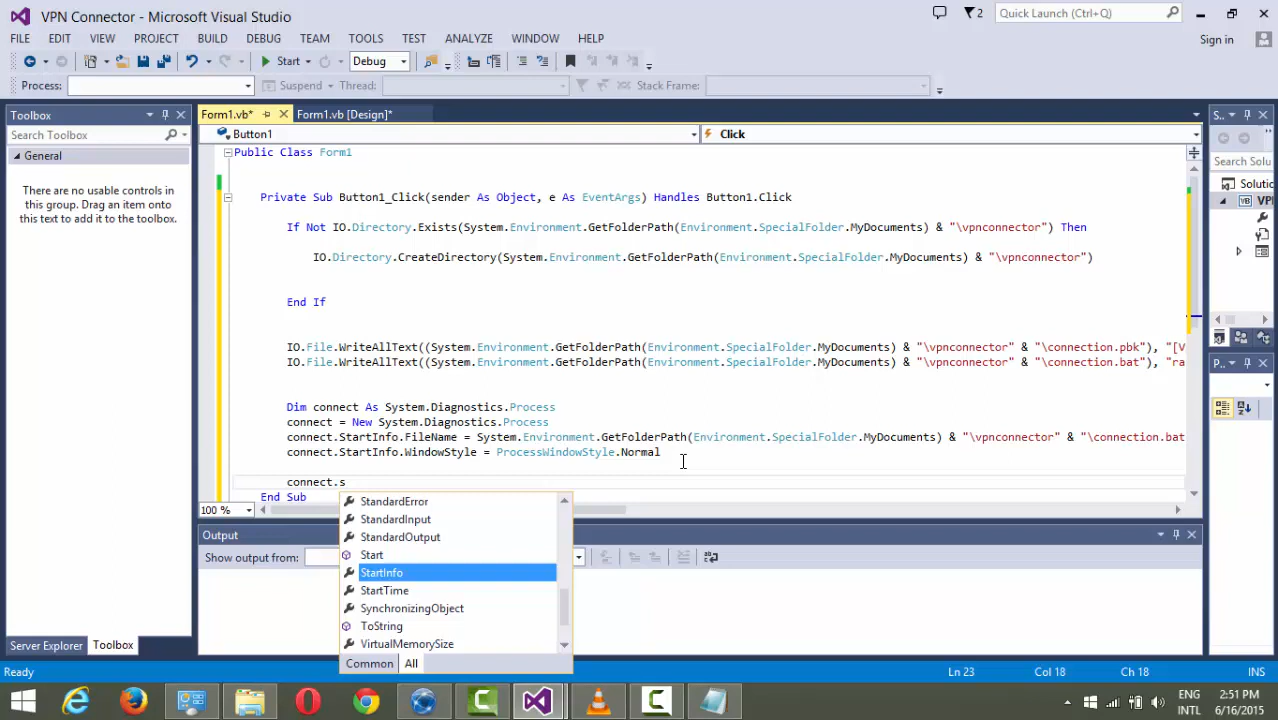 VPN Connector - Microsoft Visual Studio
2
Quick Launch (Ctrl+Q)
FILE EDIT VIEW PROJECT BUILD DEBUG TEAM TOOLS TEST ANALYZE WINDOW HELP
Sign in
Start
Debug
Process:
Suspend
Thread:
Stack Frame:
Toolbox
Form1.vb*
Form1.vb [Design]*
S..
Search Toolbox
Button1
Click
General
Search Solu
There are no usable controls in
this group. Drag an item onto
this text to add it to the toolbox.
Solutio
VB VP
P..
Public Class Form1
Private Sub Button1_Click(sender As Object, e As EventArgs) Handles Button1.Click
If Not IO.Directory.Exists(System.Environment.GetFolderPath(Environment.SpecialFolder.MyDocuments) & "\vpnconnector") Then
IO.Directory.CreateDirectory(System.Environment.GetFolderPath(Environment.SpecialFolder.MyDocuments) & "\vpnconnector")
End If
IO.File.WriteAllText((System.Environment.GetFolderPath(Environment.SpecialFolder.MyDocuments) & "\vpnconnector" & "\connection.pbk"), "[V
IO.File.WriteAllText((System.Environment.GetFolderPath(Environment.SpecialFolder.MyDocuments) & "\vpnconnector" & "\connection.bat"), "ra
Dim connect As System.Diagnostics.Process
connect = New System.Diagnostics.Process
connect.StartInfo.FileName = System.Environment.GetFolderPath(Environment.SpecialFolder.MyDocuments) & "\vpnconnector" & "\connection.bat
connect.StartInfo.WindowStyle = ProcessWindowStyle.Normal
connect.s
End Sub
StandardError
StandardInput
StandardOutput
Start
StartInfo
StartTime
SynchronizingObject
ToString
VirtualMemorySize
Common All
100 %
Output
Show output from:
Server Explorer Toolbox
Ready
Ln 23
Col 18
Ch 18
INS
ENG
INTL
2:51 PM
6/16/2015